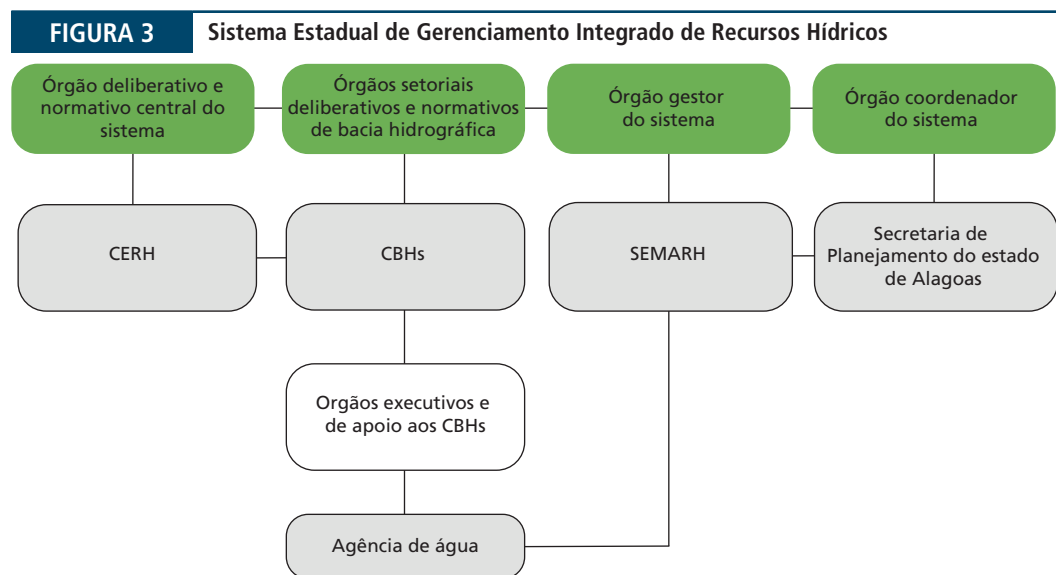 FIGURA 3
Sistema Estadual de Gerenciamento Integrado de Recursos Hídricos
Órgão deliberativo e
normativo central do
sistema
Órgãos setoriais
deliberativos e normativos
de bacia hidrográfica
Órgão gestor
do sistema
Órgão coordenador
do sistema
CERH
CBHs
SEMARH
Secretaria de
Planejamento do estado
de Alagoas
Orgãos executivos e
de apoio aos CBHs
Agência de água